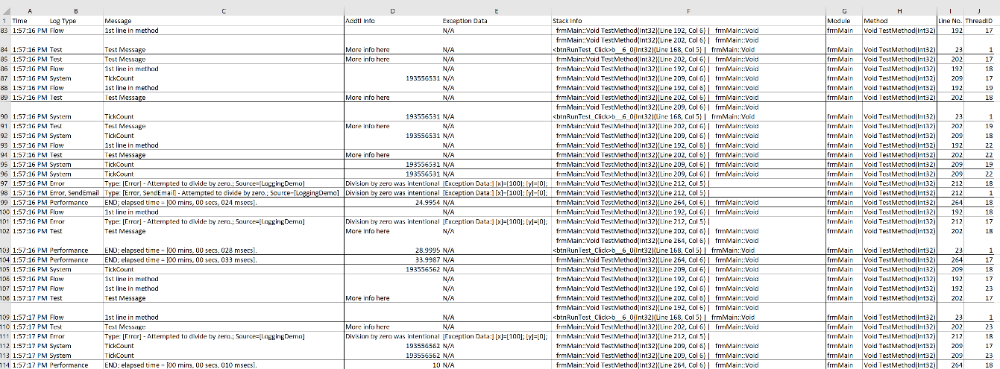 A B C D E F G H I J
1 Time Log Type Message Addtl Info Exception Data Stack Info Module Method Line No. ThreadID
83 1:57:16 PM Flow 1st line in method N/A frmMain::Void TestMethod(Int32)(Line 192, Col 6) | frmMain::Void frmMain Void TestMethod(Int32) 192 17
frmMain::Void TestMethod(Int32)(Line 202, Col 6) | frmMain::Void
84 1:57:16 PM Test Test Message More info here N/A <btnRunTest_Click>b__6_0(Int32)(Line 168, Col 5) | frmMain::Void frmMain Void TestMethod(Int32) 23 1
85 1:57:16 PM Test Test Message More info here N/A frmMain::Void TestMethod(Int32)(Line 202, Col 6) | frmMain::Void frmMain Void TestMethod(Int32) 202 17
86 1:57:16 PM Flow 1st line in method N/A frmMain::Void TestMethod(Int32)(Line 192, Col 6) | frmMain::Void frmMain Void TestMethod(Int32) 192 18
87 1:57:16 PM System TickCount 193556531 N/A frmMain::Void TestMethod(Int32)(Line 209, Col 6) | frmMain::Void frmMain Void TestMethod(Int32) 209 17
88 1:57:16 PM Flow 1st line in method N/A frmMain::Void TestMethod(Int32)(Line 192, Col 6) | frmMain::Void frmMain Void TestMethod(Int32) 192 19
89 1:57:16 PM Test Test Message More info here N/A frmMain::Void TestMethod(Int32)(Line 202, Col 6) | frmMain::Void frmMain Void TestMethod(Int32) 202 18
frmMain::Void TestMethod(Int32)(Line 209, Col 6) | frmMain::Void
90 1:57:16 PM System TickCount 193556531 N/A <btnRunTest_Click>b__6_0(Int32)(Line 168, Col 5) | frmMain::Void frmMain Void TestMethod(Int32) 23 1
91 1:57:16 PM Test Test Message More info here N/A frmMain::Void TestMethod(Int32)(Line 202, Col 6) | frmMain::Void frmMain Void TestMethod(Int32) 202 19
92 1:57:16 PM System TickCount 193556531 N/A frmMain::Void TestMethod(Int32)(Line 209, Col 6) | frmMain::Void frmMain Void TestMethod(Int32) 209 18
93 1:57:16 PM Flow 1st line in method N/A frmMain::Void TestMethod(Int32)(Line 192, Col 6) | frmMain::Void frmMain Void TestMethod(Int32) 192 22
94 1:57:16 PM Test Test Message More info here N/A frmMain::Void TestMethod(Int32)(Line 202, Col 6) | frmMain::Void frmMain Void TestMethod(Int32) 202 22
95 1:57:16 PM System TickCount 193556531 N/A frmMain::Void TestMethod(Int32)(Line 209, Col 6) | frmMain::Void frmMain Void TestMethod(Int32) 209 19
96 1:57:16 PM System TickCount 193556531 N/A frmMain::Void TestMethod(Int32)(Line 209, Col 6) | frmMain::Void frmMain Void TestMethod(Int32) 209 22
97 1:57:16 PM Error Type: [Error] - Attempted to divide by zero.; Source=[LoggingDemo] Division by zero was intentional [Exception Data:] [x]=[100]; [y]=[0]; frmMain::Void TestMethod(Int32)(Line 212, Col 5) | frmMain Void TestMethod(Int32) 212 18
98 1:57:16 PM Error, SendEmail Type: [Error, SendEmail] - Attempted to divide by zero.; Source=[LoggingDemo] Division by zero was intentional [Exception Data:] [x]=[100]; [y]=[0]; frmMain::Void TestMethod(Int32)(Line 212, Col 5) | frmMain Void TestMethod(Int32) 212 1
99 1:57:16 PM Performance END; elapsed time = [00 mins, 00 secs, 024 msecs]. 24.9954 N/A frmMain::Void TestMethod(Int32)(Line 264, Col 6) | frmMain::Void frmMain Void TestMethod(Int32) 264 18
100 1:57:16 PM Flow 1st line in method N/A frmMain::Void TestMethod(Int32)(Line 192, Col 6) | frmMain::Void frmMain Void TestMethod(Int32) 192 18
101 1:57:16 PM Error Type: [Error] - Attempted to divide by zero.; Source=[LoggingDemo] Division by zero was intentional [Exception Data:] [x]=[100]; [y]=[0]; frmMain::Void TestMethod(Int32)(Line 212, Col 5) | frmMain Void TestMethod(Int32) 212 17
102 1:57:16 PM Test Test Message More info here N/A frmMain::Void TestMethod(Int32)(Line 202, Col 6) | frmMain::Void frmMain Void TestMethod(Int32) 202 18
frmMain::Void TestMethod(Int32)(Line 264, Col 6) | frmMain::Void
103 1:57:16 PM Performance END; elapsed time = [00 mins, 00 secs, 028 msecs]. 28.9995 N/A <btnRunTest_Click>b__6_0(Int32)(Line 168, Col 5) | frmMain::Void frmMain Void TestMethod(Int32) 23 1
104 1:57:16 PM Performance END; elapsed time = [00 mins, 00 secs, 033 msecs]. 33.9987 N/A frmMain::Void TestMethod(Int32)(Line 264, Col 6) | frmMain::Void frmMain Void TestMethod(Int32) 264 17
105 1:57:16 PM System TickCount 193556562 N/A frmMain::Void TestMethod(Int32)(Line 209, Col 6) | frmMain::Void frmMain Void TestMethod(Int32) 209 18
106 1:57:16 PM Flow 1st line in method N/A frmMain::Void TestMethod(Int32)(Line 192, Col 6) | frmMain::Void frmMain Void TestMethod(Int32) 192 17
107 1:57:17 PM Flow 1st line in method N/A frmMain::Void TestMethod(Int32)(Line 192, Col 6) | frmMain::Void frmMain Void TestMethod(Int32) 192 23
108 1:57:17 PM Test Test Message More info here N/A frmMain::Void TestMethod(Int32)(Line 202, Col 6) | frmMain::Void frmMain Void TestMethod(Int32) 202 17
frmMain::Void TestMethod(Int32)(Line 192, Col 6) | frmMain::Void
109 1:57:17 PM Flow 1st line in method N/A <btnRunTest_Click>b__6_0(Int32)(Line 168, Col 5) | frmMain::Void frmMain Void TestMethod(Int32) 23 1
110 1:57:17 PM Test Test Message More info here N/A frmMain::Void TestMethod(Int32)(Line 202, Col 6) | frmMain::Void frmMain Void TestMethod(Int32) 202 23
111 1:57:17 PM Error Type: [Error] - Attempted to divide by zero.; Source=[LoggingDemo] Division by zero was intentional [Exception Data:] [x]=[100]; [y]=[0]; frmMain::Void TestMethod(Int32)(Line 212, Col 5) | frmMain Void TestMethod(Int32) 212 18
112 1:57:17 PM System TickCount 193556562 N/A frmMain::Void TestMethod(Int32)(Line 209, Col 6) | frmMain::Void frmMain Void TestMethod(Int32) 209 17
113 1:57:17 PM System TickCount 193556562 N/A frmMain::Void TestMethod(Int32)(Line 209, Col 6) | frmMain::Void frmMain Void TestMethod(Int32) 209 23
114 1:57:17 PM Performance END; elapsed time = [00 mins, 00 secs, 010 msecs]. 10 N/A frmMain::Void TestMethod(Int32)(Line 264, Col 6) | frmMain::Void frmMain Void TestMethod(Int32) 264 18